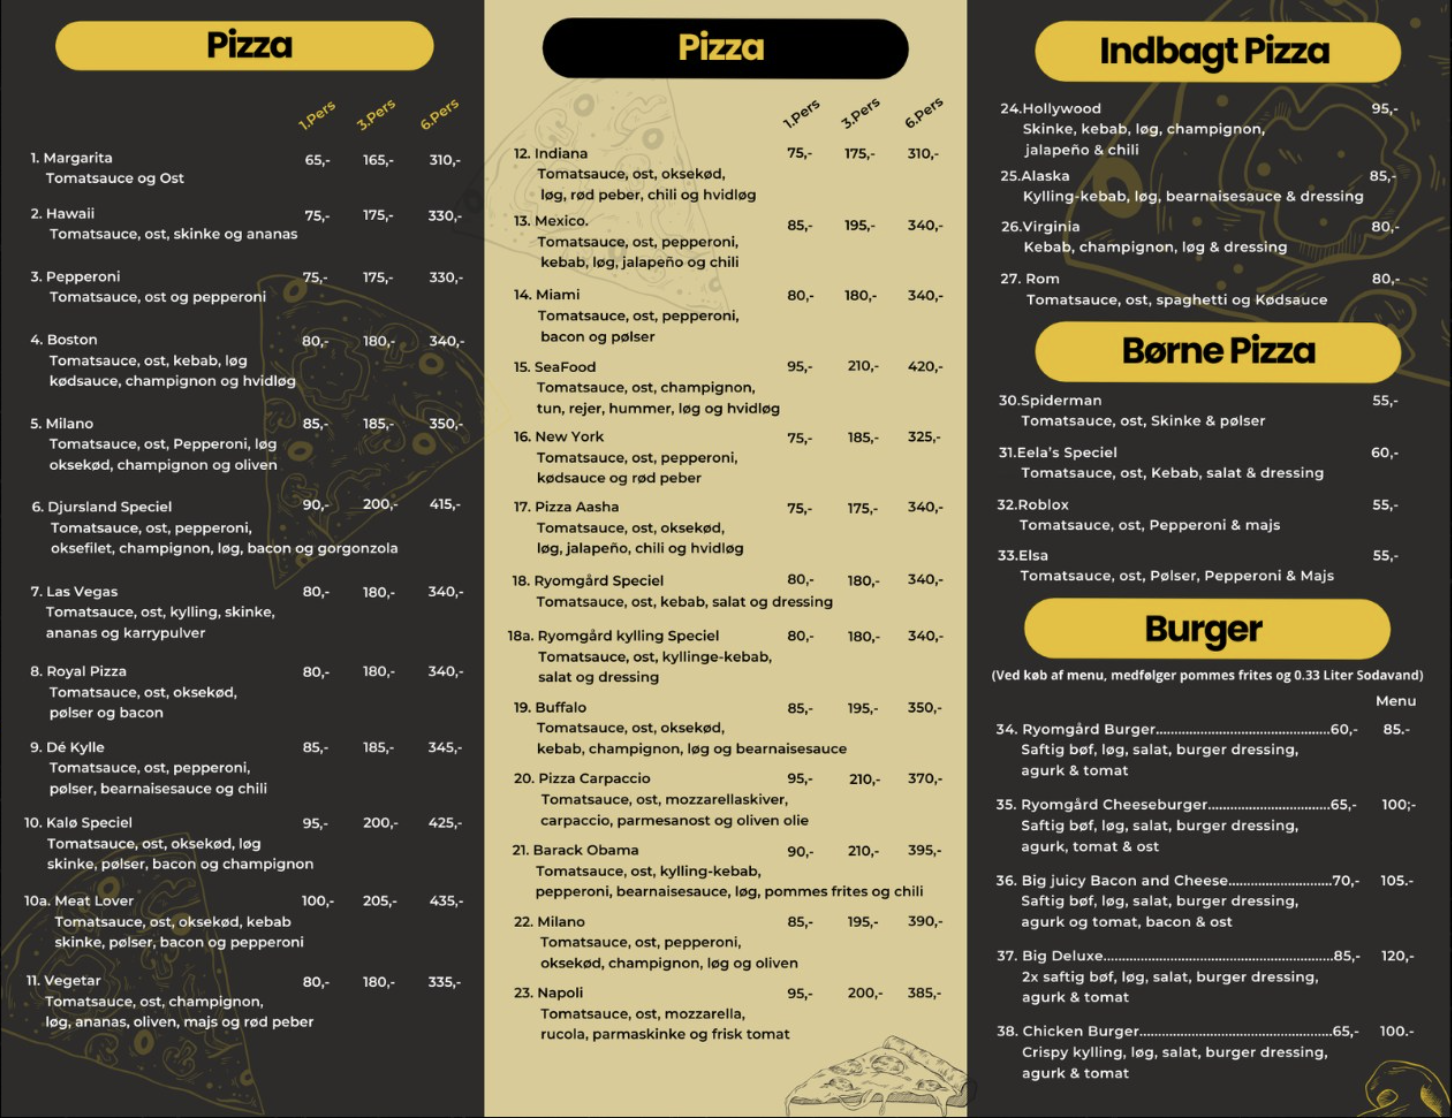 Pizza
1.Pers 3.Pers 6.Pers
1. Margarita 65,- 165,- 310,-
Tomatsauce og Ost
2. Hawaii 75,- 175,- 330,-
Tomatsauce, ost, skinke og ananas
3. Pepperoni 75,- 175,- 330,-
Tomatsauce, ost og pepperoni
4. Boston 80,- 180,- 340,-
Tomatsauce, ost, kebab, løg
kødsauce, champignon og hvidløg
5. Milano 85,- 185,- 350,-
Tomatsauce, ost, Pepperoni, løg
oksekød, champignon og oliven
6. Djursland Speciel 90,- 200,- 415,-
Tomatsauce, ost, pepperoni,
oksefilet, champignon, løg, bacon og gorgonzola
7. Las Vegas 80,- 180,- 340,-
Tomatsauce, ost, kylling, skinke,
ananas og karrypulver
8. Royal Pizza 80,- 180,- 340,-
Tomatsauce, ost, oksekød,
pølser og bacon
9. Dé Kylle 85,- 185,- 345,-
Tomatsauce, ost, pepperoni,
pølser, bearnaisesauce og chili
10. Kalø Speciel 95,- 200,- 425,-
Tomatsauce, ost, oksekød, løg
skinke, pølser, bacon og champignon
10a. Meat Lover 100,- 205,- 435,-
Tomatsauce, ost, oksekød, kebab
skinke, pølser, bacon og pepperoni
11. Vegetar 80,- 180,- 335,-
Tomatsauce, ost, champignon,
løg, ananas, oliven, majs og rød peber
Pizza
1.Pers 3.Pers 6.Pers
12. Indiana 75,- 175,- 310,-
Tomatsauce, ost, oksekød,
løg, rød peber, chili og hvidløg
13. Mexico. 85,- 195,- 340,-
Tomatsauce, ost, pepperoni,
kebab, løg, jalapeño og chili
14. Miami 80,- 180,- 340,-
Tomatsauce, ost, pepperoni,
bacon og pølser
15. SeaFood 95,- 210,- 420,-
Tomatsauce, ost, champignon,
tun, rejer, hummer, løg og hvidløg
16. New York 75,- 185,- 325,-
Tomatsauce, ost, pepperoni,
kødsauce og rød peber
17. Pizza Aasha 75,- 175,- 340,-
Tomatsauce, ost, oksekød,
løg, jalapeño, chili og hvidløg
18. Ryomgård Speciel 80,- 180,- 340,-
Tomatsauce, ost, kebab, salat og dressing
18a. Ryomgård kylling Speciel 80,- 180,- 340,-
Tomatsauce, ost, kyllinge-kebab,
salat og dressing
19. Buffalo 85,- 195,- 350,-
Tomatsauce, ost, oksekød,
kebab, champignon, løg og bearnaisesauce
20. Pizza Carpaccio 95,- 210,- 370,-
Tomatsauce, ost, mozzarellaskiver,
carpaccio, parmesanost og oliven olie
21. Barack Obama 90,- 210,- 395,-
Tomatsauce, ost, kylling-kebab,
pepperoni, bearnaisesauce, løg, pommes frites og chili
22. Milano 85,- 195,- 390,-
Tomatsauce, ost, pepperoni,
oksekød, champignon, løg og oliven
23. Napoli 95,- 200,- 385,-
Tomatsauce, ost, mozzarella,
rucola, parmaskinke og frisk tomat
Indbagt Pizza
24.Hollywood 95,-
Skinke, kebab, løg, champignon,
jalapeño & chili
25.Alaska 85,-
Kylling-kebab, løg, bearnaisesauce & dressing
26.Virginia 80,-
Kebab, champignon, løg & dressing
27. Rom 80,-
Tomatsauce, ost, spaghetti og Kødsauce
Børne Pizza
30.Spiderman 55,-
Tomatsauce, ost, Skinke & pølser
31.Eela's Speciel 60,-
Tomatsauce, ost, Kebab, salat & dressing
32.Roblox 55,-
Tomatsauce, ost, Pepperoni & majs
33.Elsa 55,-
Tomatsauce, ost, Pølser, Pepperoni & Majs
Burger
(Ved køb af menu, medfølger pommes frites og 0.33 Liter Sodavand)
Menu
34. Ryomgård Burger.....................................60,- 85.-
Saftig bøf, løg, salat, burger dressing,
agurk & tomat
35. Ryomgård Cheeseburger..........................65,- 100;-
Saftig bøf, løg, salat, burger dressing,
agurk, tomat & ost
36. Big juicy Bacon and Cheese......................70,- 105.-
Saftig bøf, løg, salat, burger dressing,
agurk og tomat, bacon & ost
37. Big Deluxe.................................................85,- 120,-
2x saftig bøf, løg, salat, burger dressing,
agurk & tomat
38. Chicken Burger.........................................65,- 100.-
Crispy kylling, løg, salat, burger dressing,
agurk & tomat